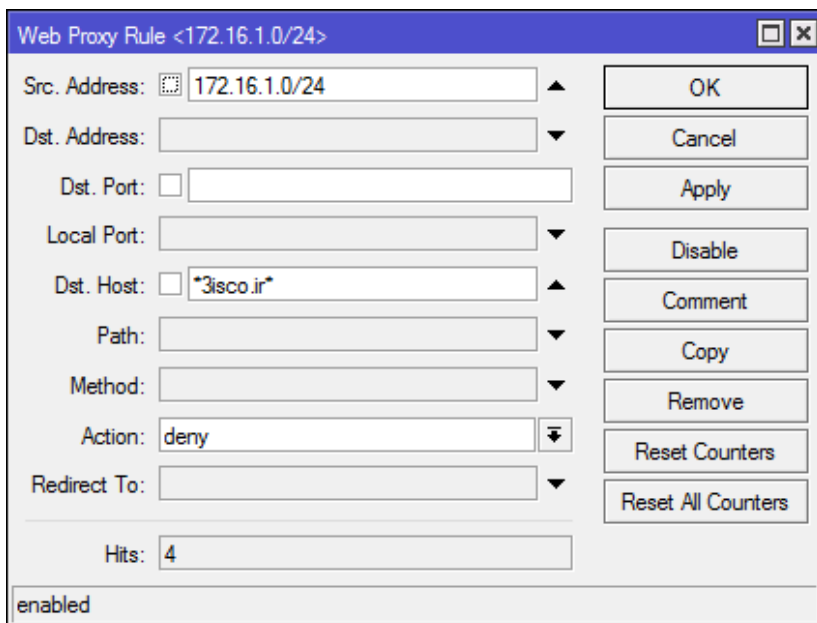 Web Proxy Rule <172.16.1.0/24>
Src. Address: 172.16.1.0/24
Dst. Address:
Dst. Port:
Local Port:
Dst. Host: *3isco.ir*
Path:
Method:
Action: deny
Redirect To:
Hits: 4
enabled
OK
Cancel
Apply
Disable
Comment
Copy
Remove
Reset Counters
Reset All Counters